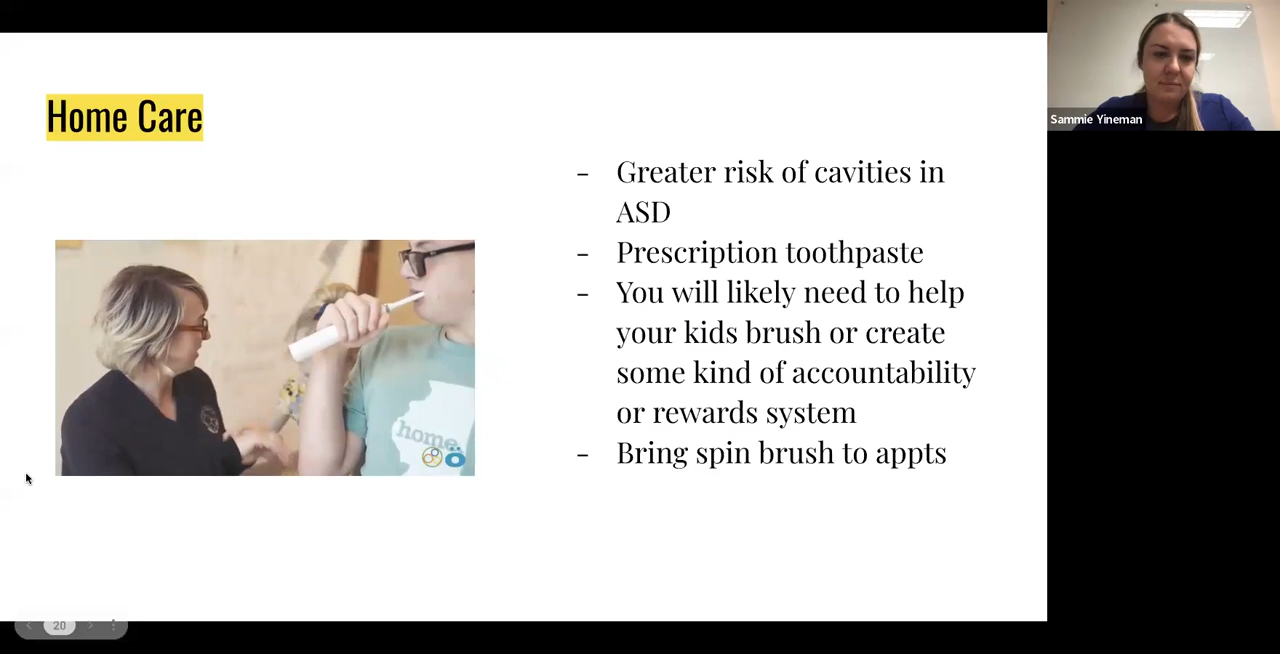 Home Care
- Greater risk of cavities in
ASD
- Prescription toothpaste
- You will likely need to help
your kids brush or create
some kind of accountability
or rewards system
- Bring spin brush to appts
home
Sammie Yineman
20